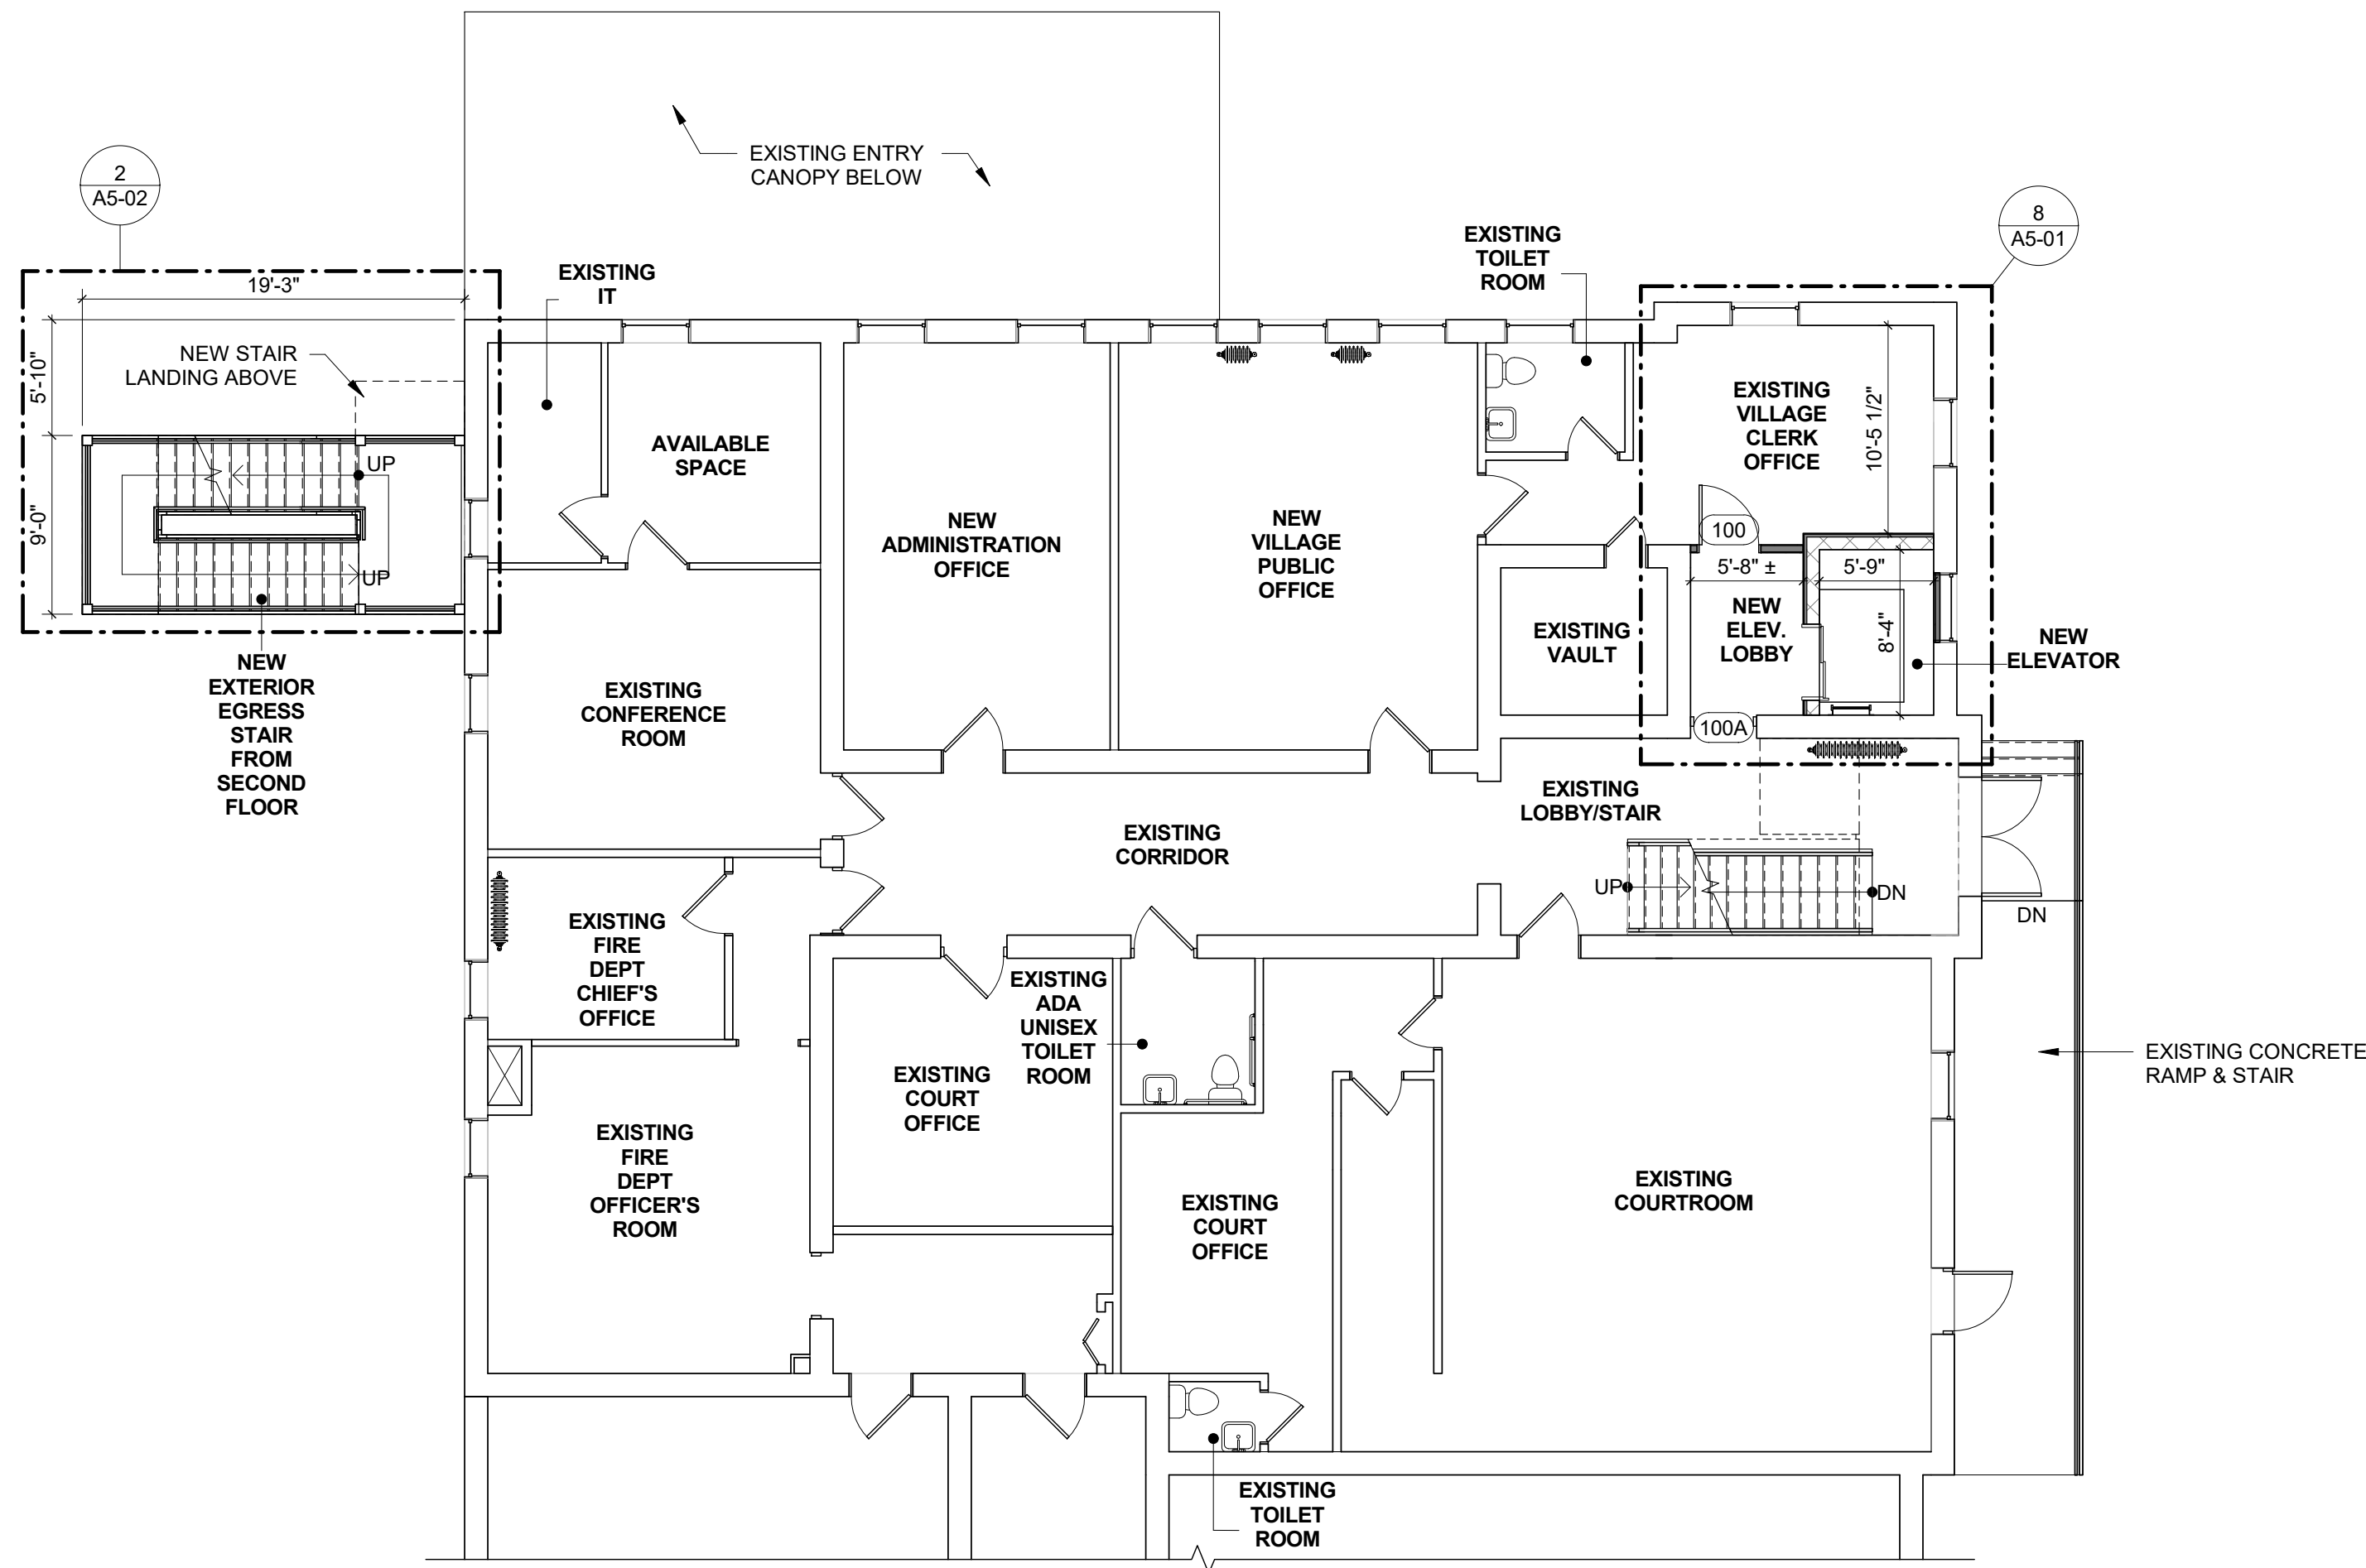 EXISTING ENTRY
CANOPY BELOW
2
A5-02
8
A5-01
19'-3"
5'-10"
9'-0"
NEW STAIR
LANDING ABOVE
UP
UP
NEW
EXTERIOR
EGRESS
STAIR
FROM
SECOND
FLOOR
EXISTING
IT
AVAILABLE
SPACE
NEW
ADMINISTRATION
OFFICE
NEW
VILLAGE
PUBLIC
OFFICE
EXISTING
TOILET
ROOM
EXISTING
VILLAGE
CLERK
OFFICE
10'-5 1/2"
100
5'-8" ±
5'-9"
8'-4"
NEW
ELEV.
LOBBY
NEW
ELEVATOR
EXISTING
VAULT
100A
EXISTING
CONFERENCE
ROOM
EXISTING
CORRIDOR
EXISTING
LOBBY/STAIR
UP
DN
DN
EXISTING
FIRE
DEPT
CHIEF'S
OFFICE
EXISTING
ADA
UNISEX
TOILET
ROOM
EXISTING
COURT
OFFICE
EXISTING
FIRE
DEPT
OFFICER'S
ROOM
EXISTING
COURT
OFFICE
EXISTING
COURTROOM
EXISTING CONCRETE
RAMP & STAIR
EXISTING
TOILET
ROOM